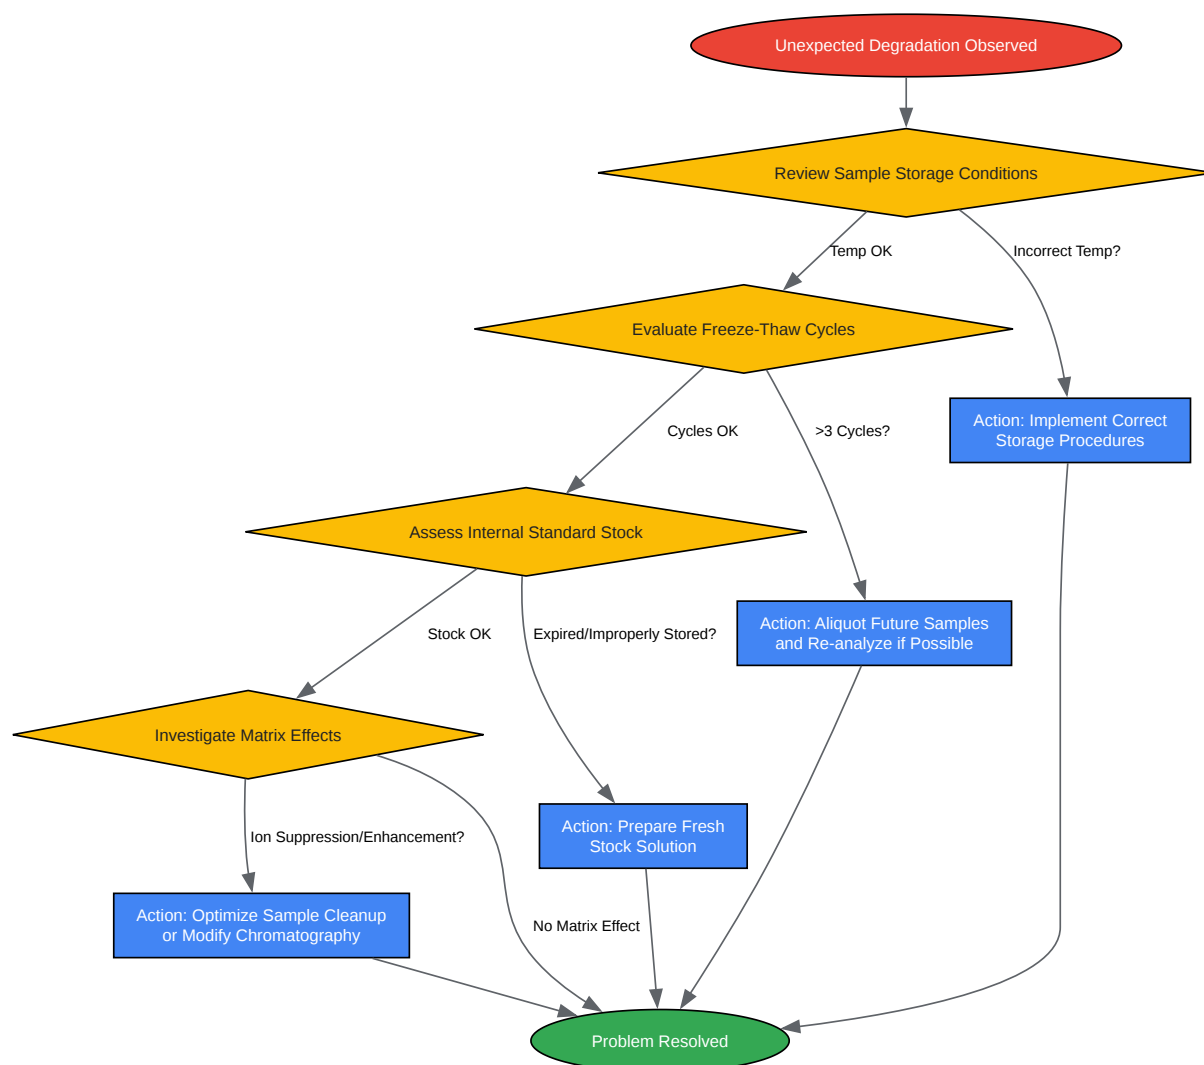 Unexpected Degradation Observed
Review Sample Storage Conditions
Temp OK
Incorrect Temp?
Evaluate Freeze-Thaw Cycles
Action: Implement Correct
Storage Procedures
Cycles OK
>3 Cycles?
Assess Internal Standard Stock
Action: Aliquot Future Samples
and Re-analyze if Possible
Stock OK
Expired/Improperly Stored?
Investigate Matrix Effects
Action: Prepare Fresh
Stock Solution
Ion Suppression/Enhancement?
Action: Optimize Sample Cleanup
or Modify Chromatography
No Matrix Effect
Problem Resolved